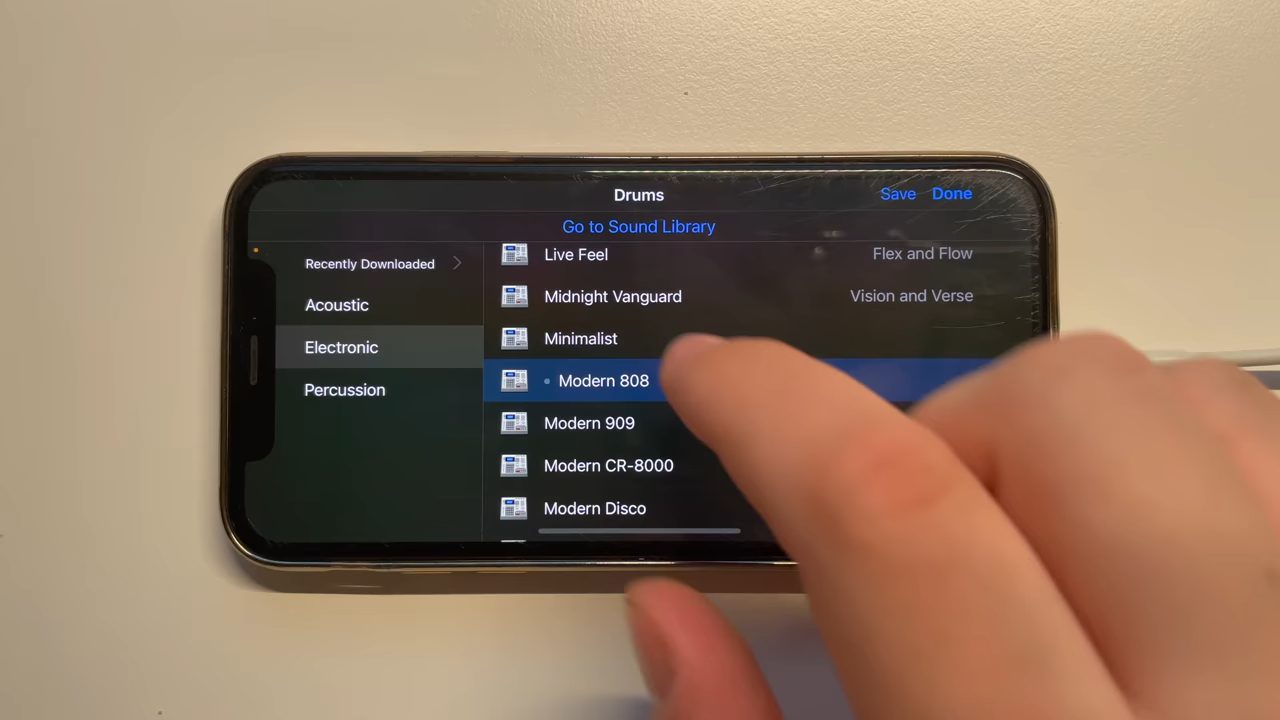 Drums
Save Done
Go to Sound Library
Recently Downloaded
Acoustic
Electronic
Percussion
Live Feel Flex and Flow
Midnight Vanguard Vision and Verse
Minimalist
Modern 808
Modern 909
Modern CR-8000
Modern Disco